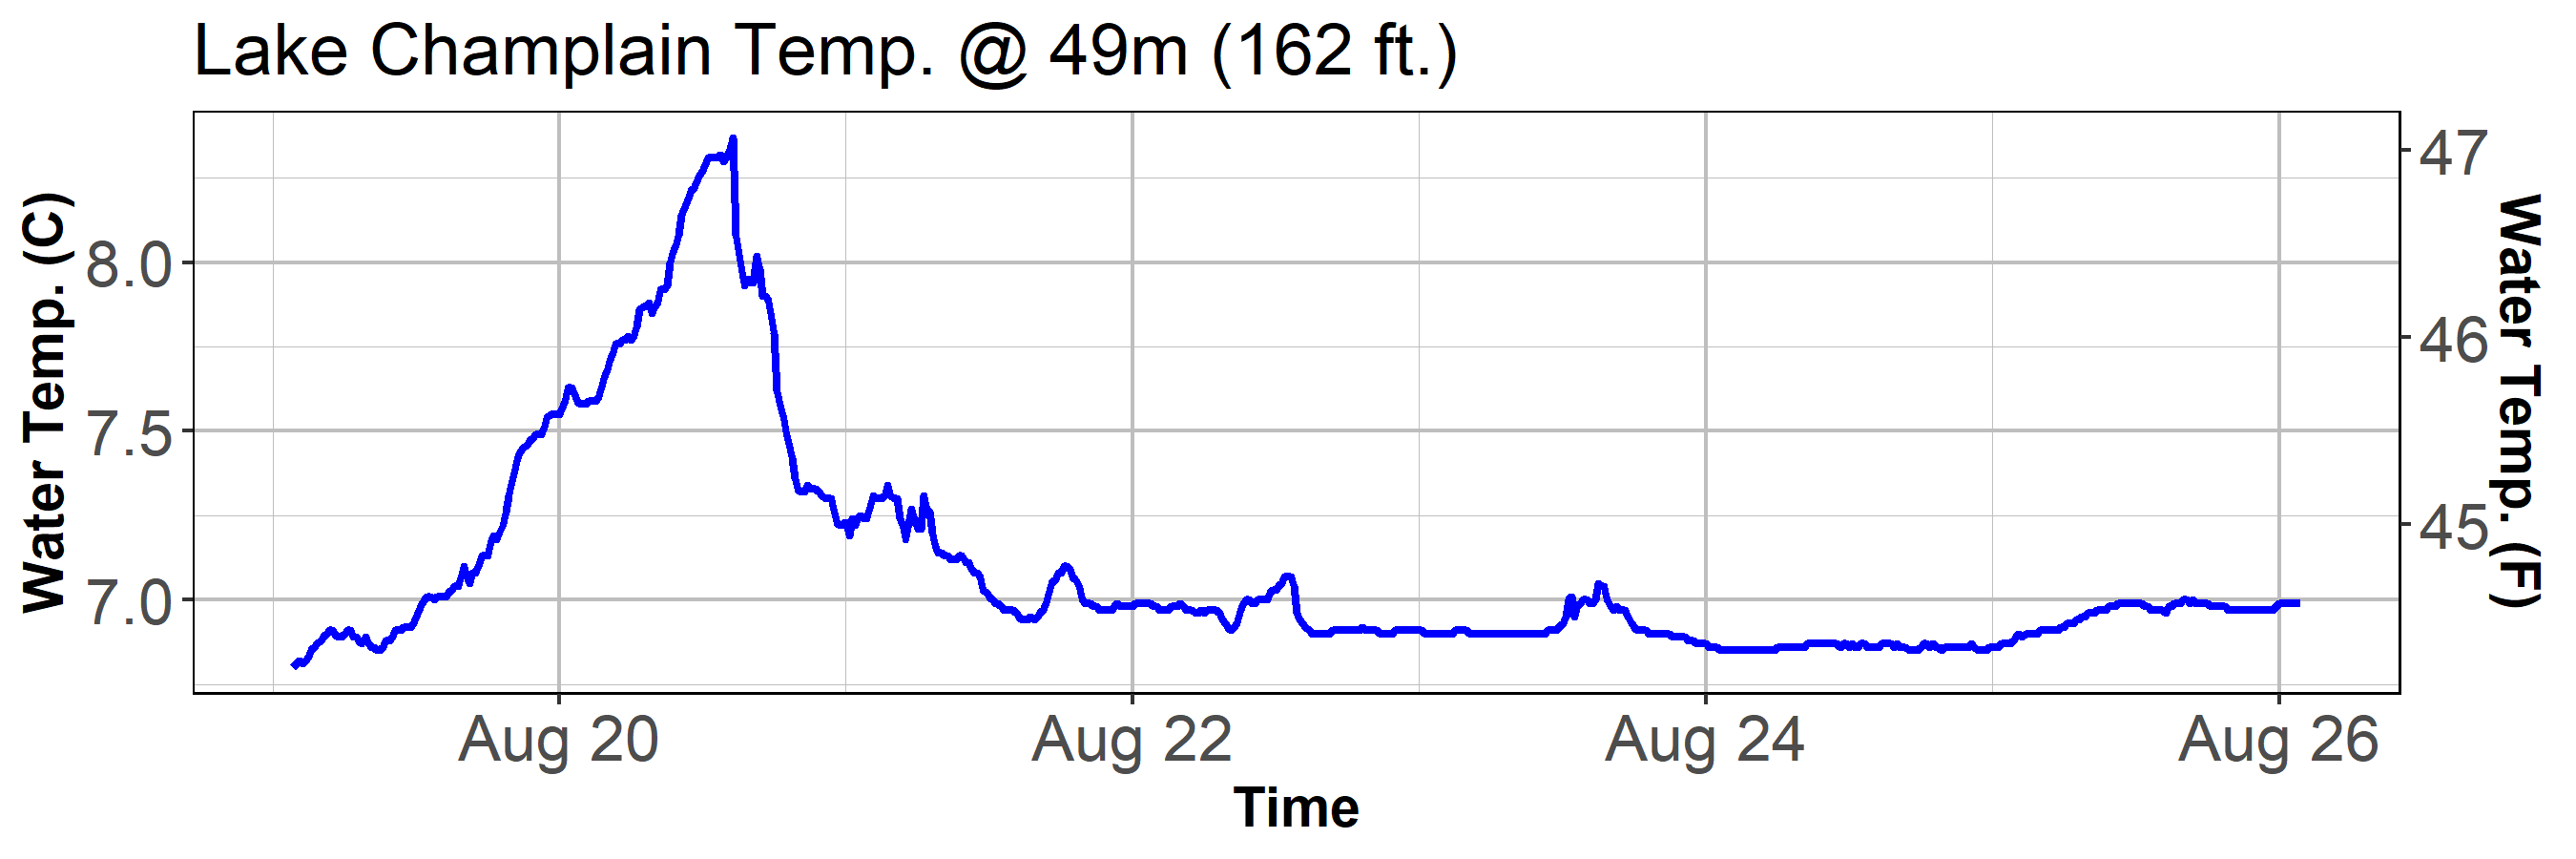 Lake Champlain Temp. @ 49m (162 ft.)
Water Temp. (C)
8.0
7.5
7.0
47
46
45
Water Temp. (F)
Aug 20 Aug 22 Aug 24 Aug 26
Time